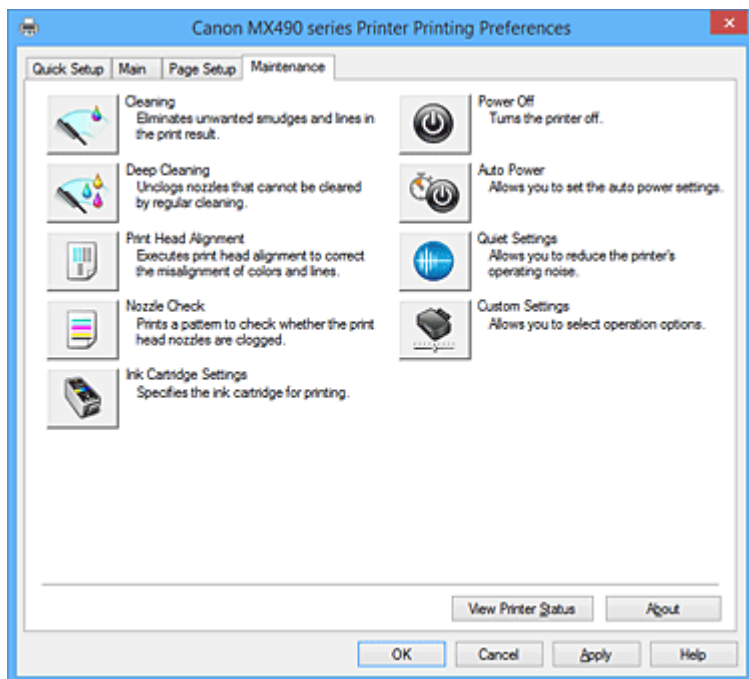 Canon MX490 series Printer Printing Preferences
Quick Setup Main Page Setup Maintenance
Cleaning
Eliminates unwanted smudges and lines in
the print result.
Deep Cleaning
Unclogs nozzles that cannot be cleared
by regular cleaning.
Print Head Alignment
Executes print head alignment to correct
the misalignment of colors and lines.
Nozzle Check
Prints a pattern to check whether the print
head nozzles are clogged.
Ink Cartridge Settings
Specifies the ink cartridge for printing.
Power Off
Turns the printer off.
Auto Power
Allows you to set the auto power settings.
Quiet Settings
Allows you to reduce the printer's
operating noise.
Custom Settings
Allows you to select operation options.
View Printer Status About
OK Cancel Apply Help